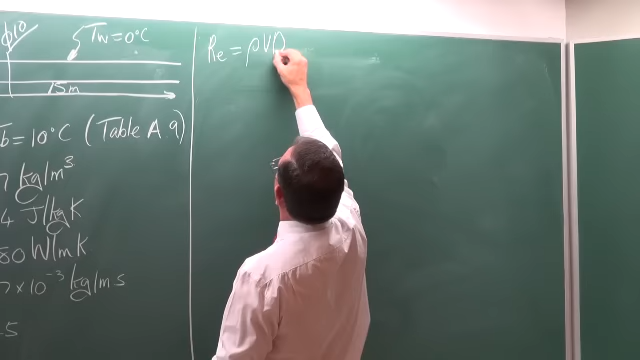 ϕ10
Tw = 0°C
15m
Tb = 10°C (Table A 9)
kg/m³
4 J/kgK
80 W/mK
7 × 10⁻³ kg/ms
.5
Re = ρVD